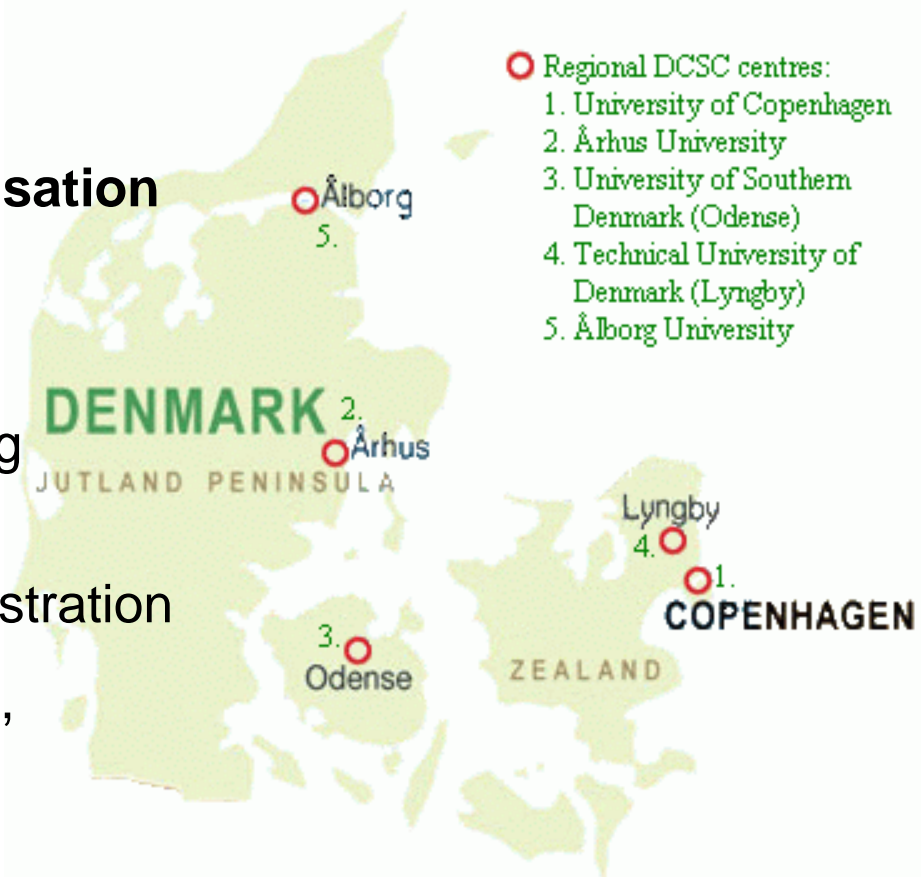 Regional DCSC centres:
1. University of Copenhagen
2. Århus University
3. University of Southern
Denmark (Odense)
4. Technical University of
Denmark (Lyngby)
5. Ålborg University
sation
Ålborg
5.
DENMARK
2.
g
Århus
JUTLAND PENINSULA
Lyngby
4.
1.
stration
COPENHAGEN
3.
Odense
ZEALAND
,